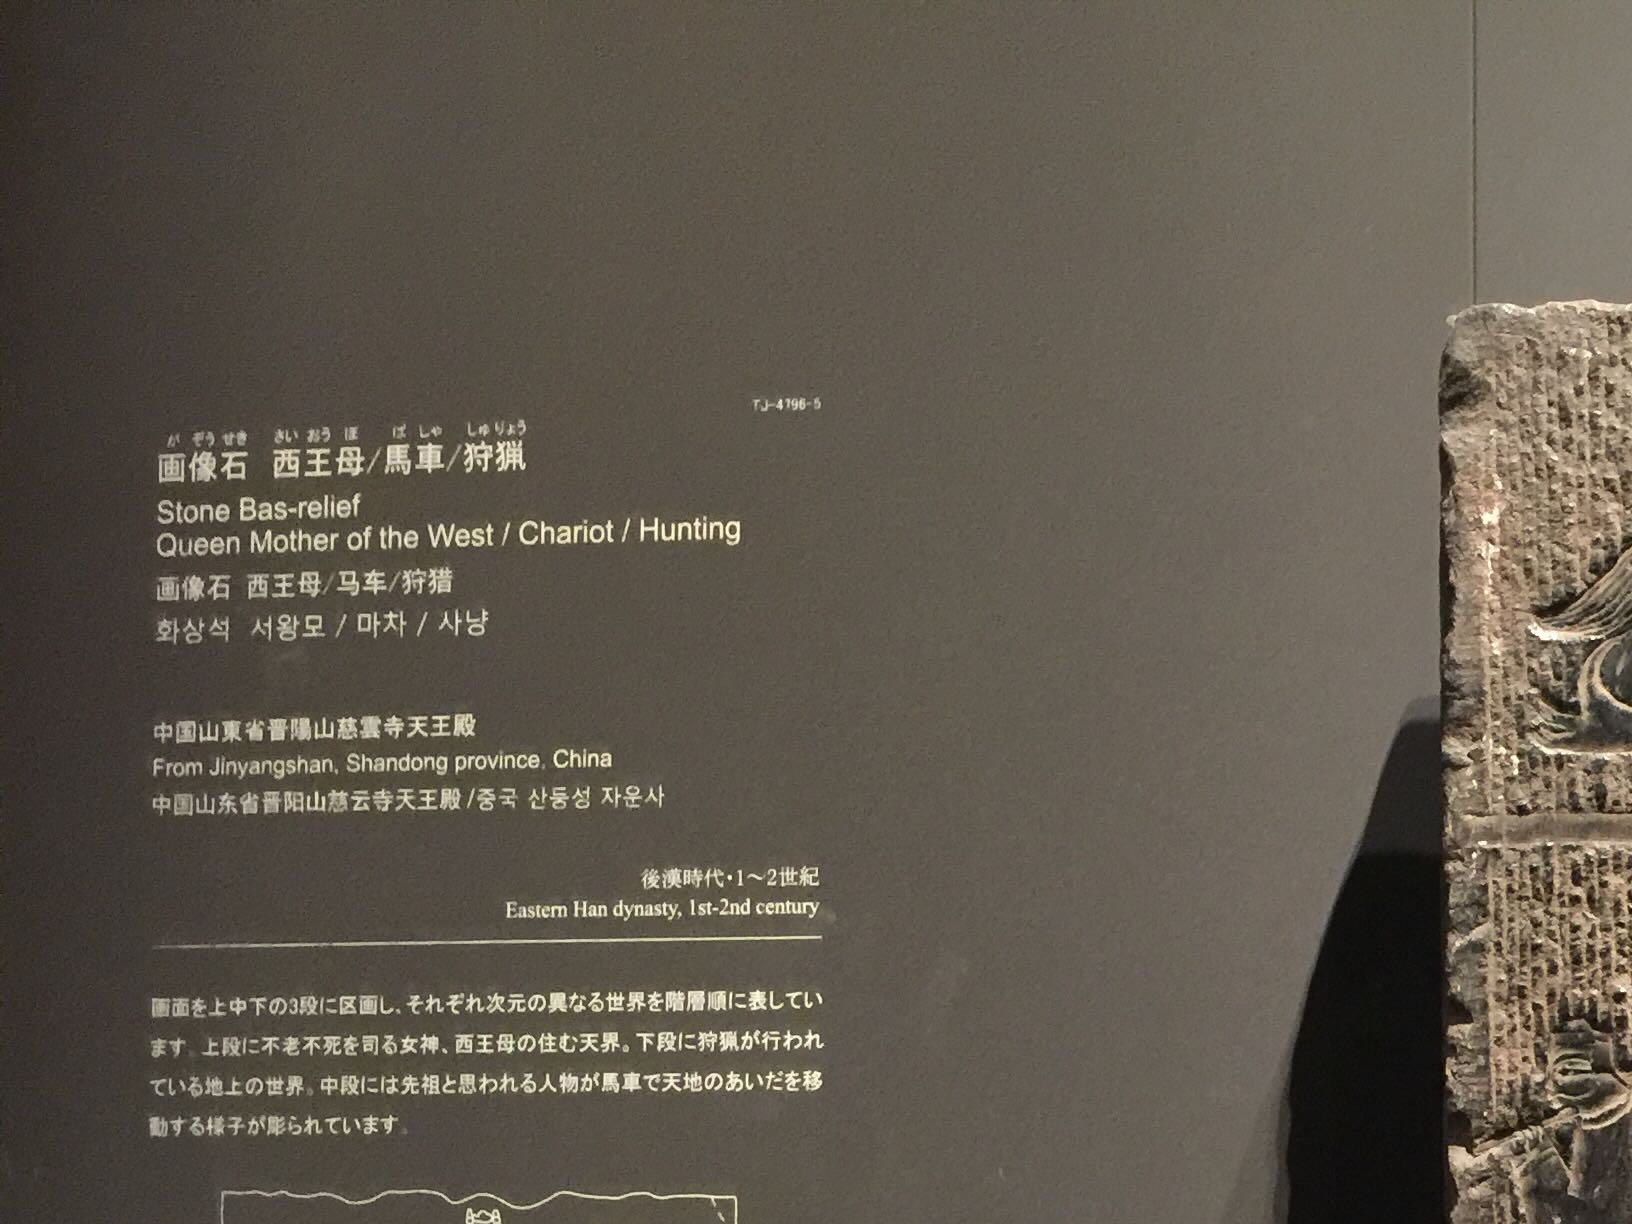 TJ-4796-5
が ぞう せき さい おう ぼ ば しゃ しゅ りょう
画像石 西王母/馬車/狩猟
Stone Bas-relief
Queen Mother of the West / Chariot / Hunting
画像石 西王母/马车/狩猎
화상석 서왕모 / 마차 / 사냥
中国山東省晋陽山慈雲寺天王殿
From Jinyangshan, Shandong province, China
中国山东省晋阳山慈云寺天王殿/중국 산둥성 자운사
後漢時代・1～2世紀
Eastern Han dynasty, 1st-2nd century
画面を上中下の3段に区画し、それぞれ次元の異なる世界を階層順に表してい
ます。上段に不老不死を司る女神、西王母の住む天界。下段に狩猟が行われ
ている地上の世界。中段には先祖と思われる人物が馬車で天地のあいだを移
動する様子が彫られています。